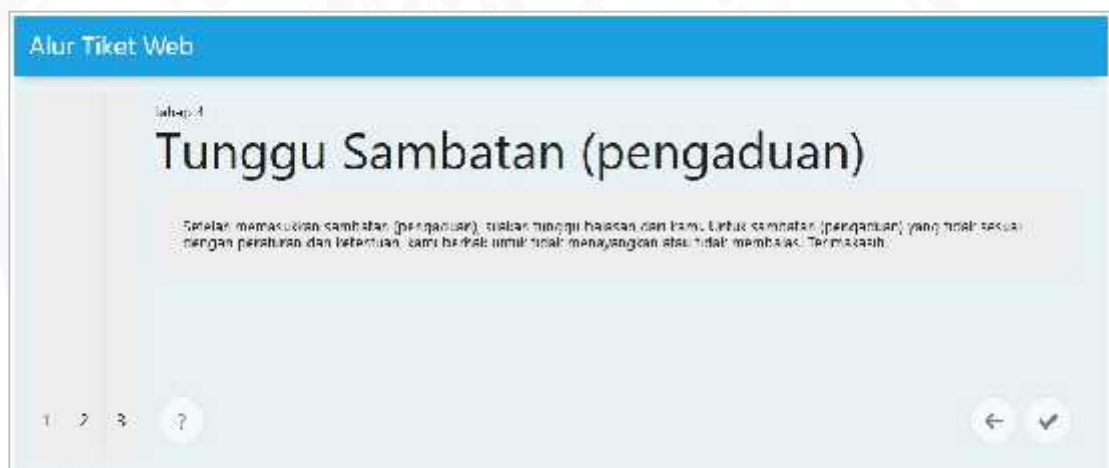 Alur Tiket Web
Tahap 4
Tunggu Sambatan (pengaduan)
Setelah memasukkan sambatan (pengaduan), silakan tunggu balasan dari kami. Untuk sambatan (pengaduan) yang tidak sesuai
dengan peraturan dan ketentuan, kami berhak untuk tidak menayangkan atau tidak membalas. Terimakasih
1 2 3 ?